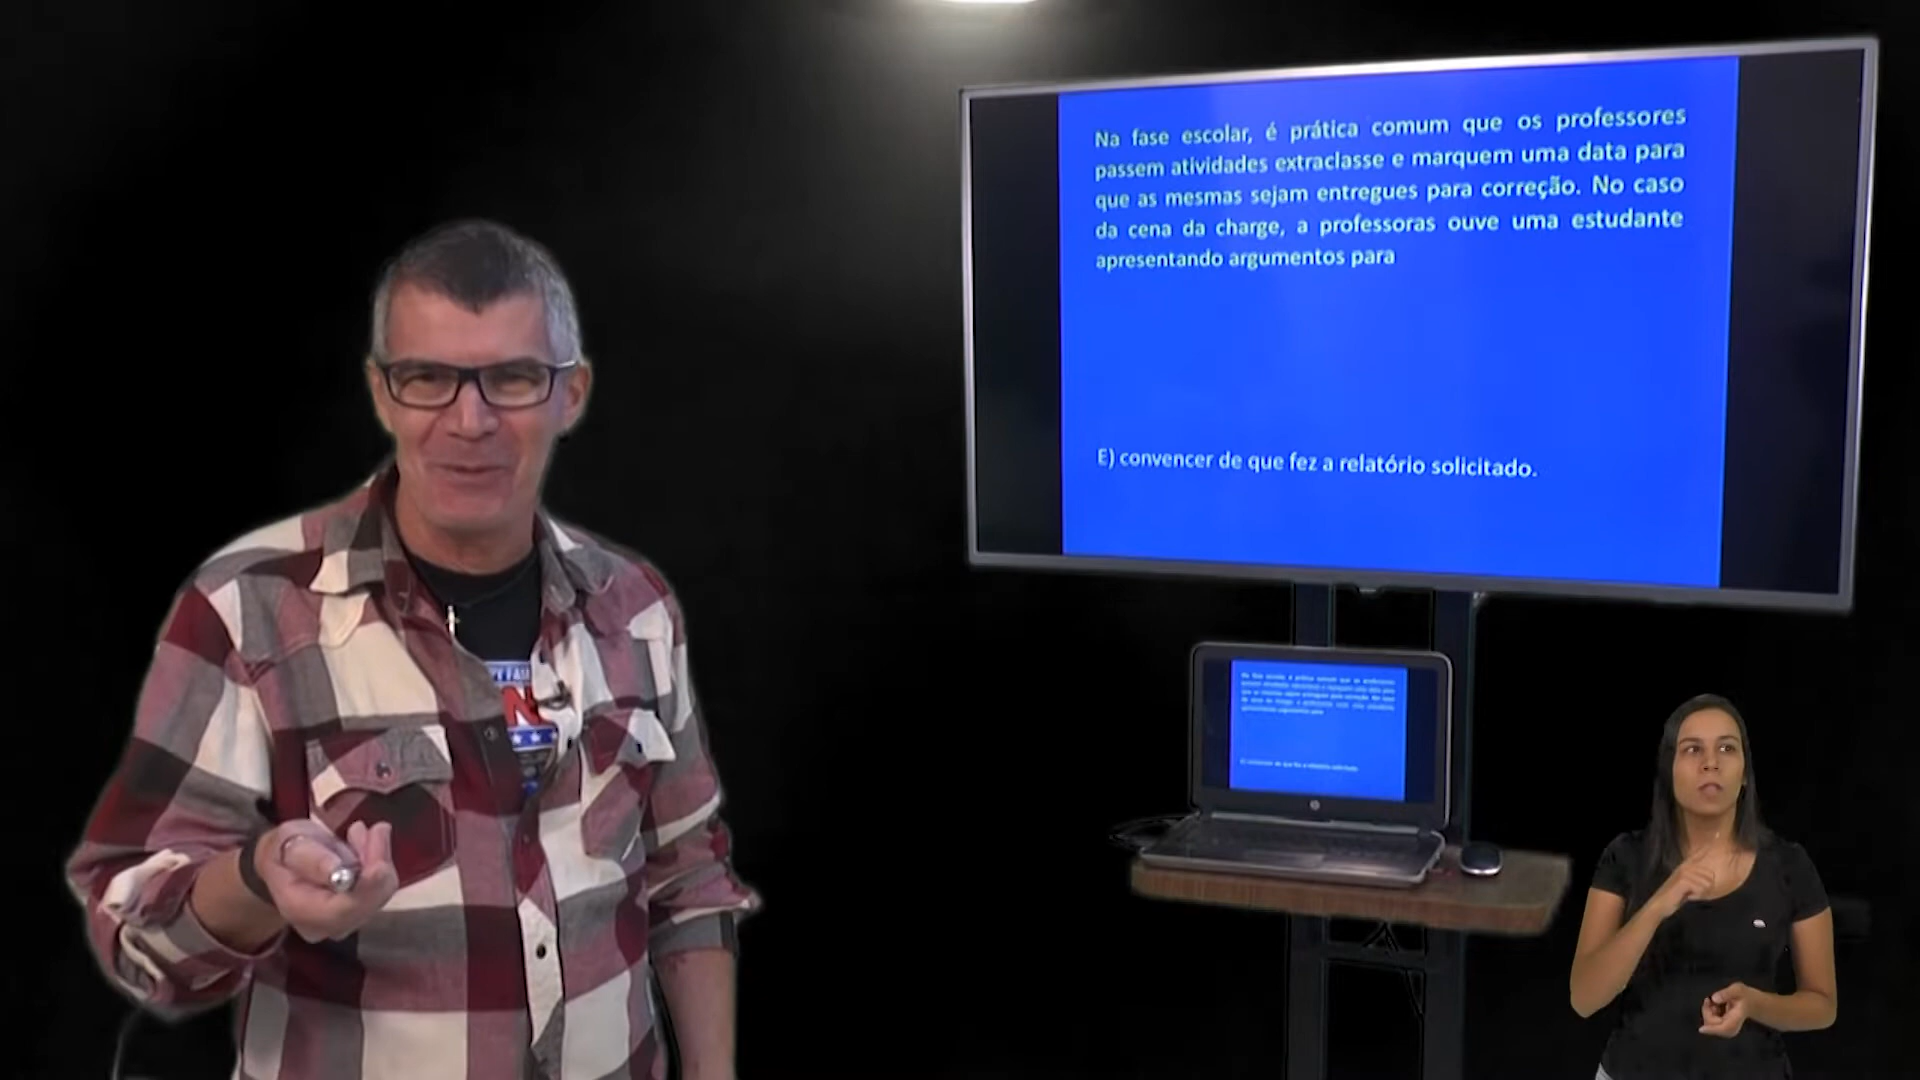 Na fase escolar, é prática comum que os professores
passem atividades extraclasse e marquem uma data para
que as mesmas sejam entregues para correção. No caso
da cena da charge, a professoras ouve uma estudante
apresentando argumentos para
E) convencer de que fez a relatório solicitado.